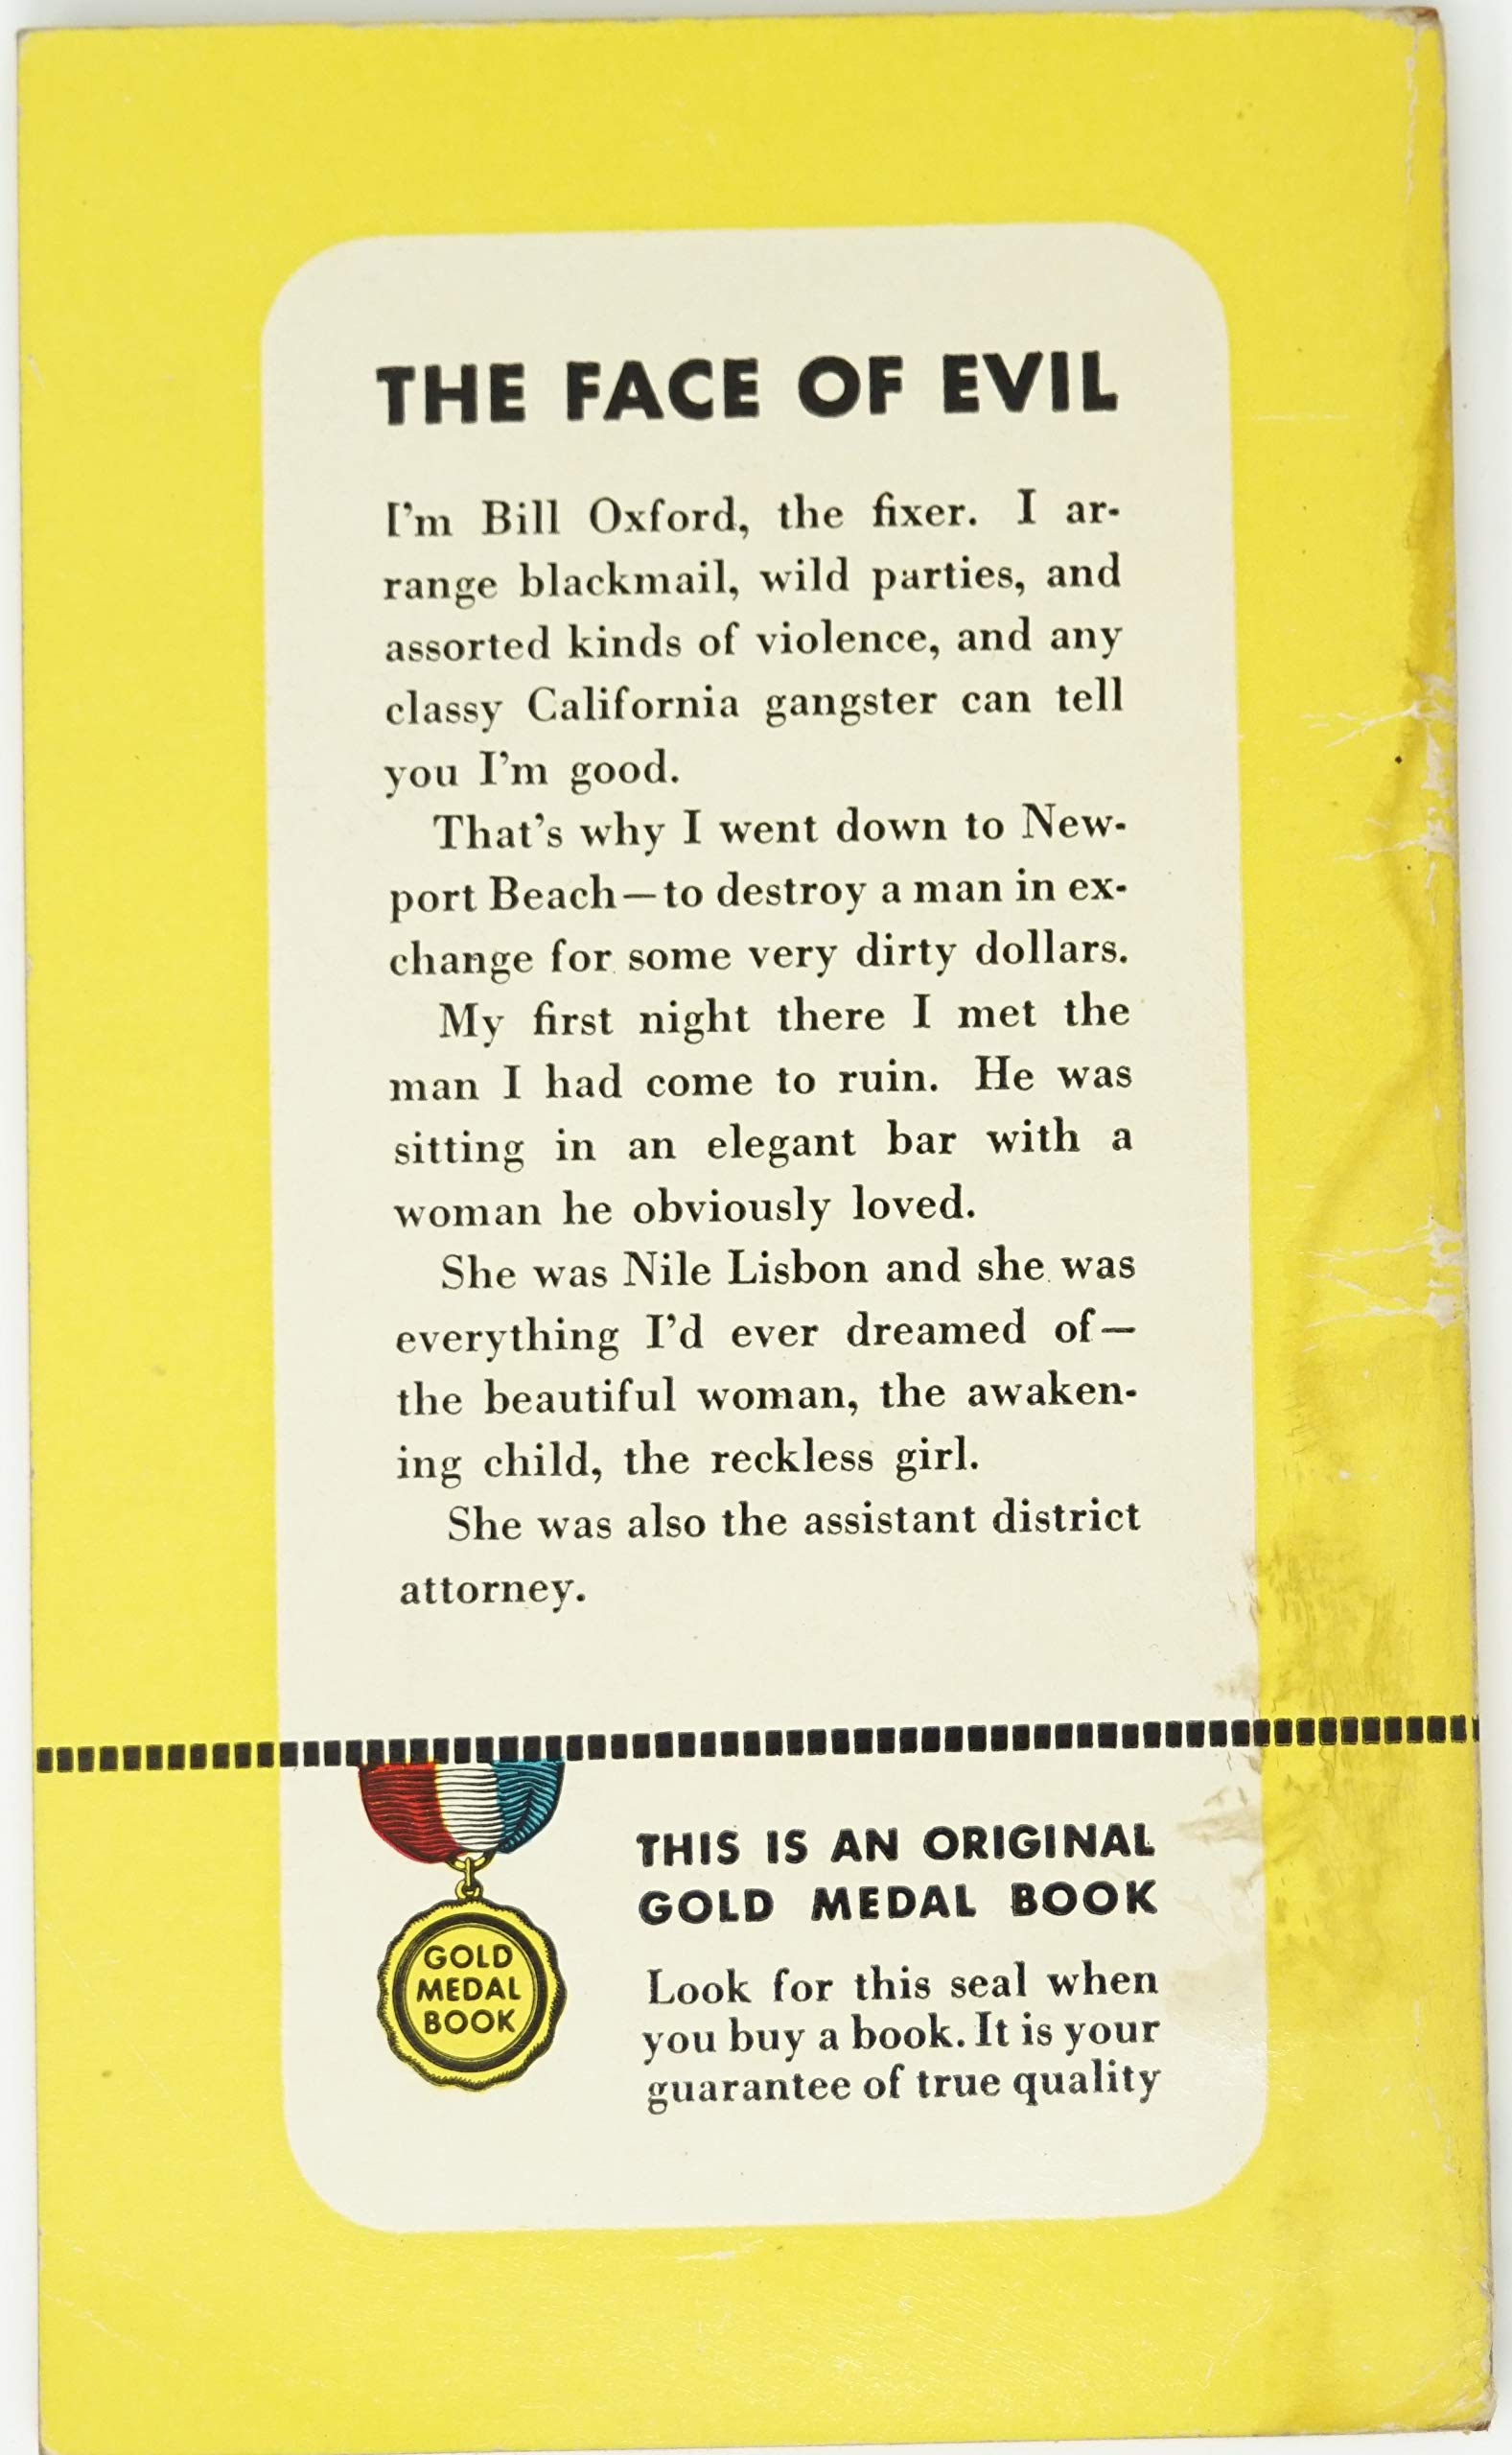 THE FACE OF EVIL
I'm Bill Oxford, the fixer. I ar-
range blackmail, wild parties, and
assorted kinds of violence, and any
classy California gangster can tell
you I'm good.
That's why I went down to New-
port Beach—to destroy a man in ex-
change for some very dirty dollars.
My first night there I met the
man I had come to ruin. He was
sitting in an elegant bar with a
woman he obviously loved.
She was Nile Lisbon and she was
everything I'd ever dreamed of—
the beautiful woman, the awaken-
ing child, the reckless girl.
She was also the assistant district
attorney.
GOLD
MEDAL
BOOK
THIS IS AN ORIGINAL
GOLD MEDAL BOOK
Look for this seal when
you buy a book. It is your
guarantee of true quality